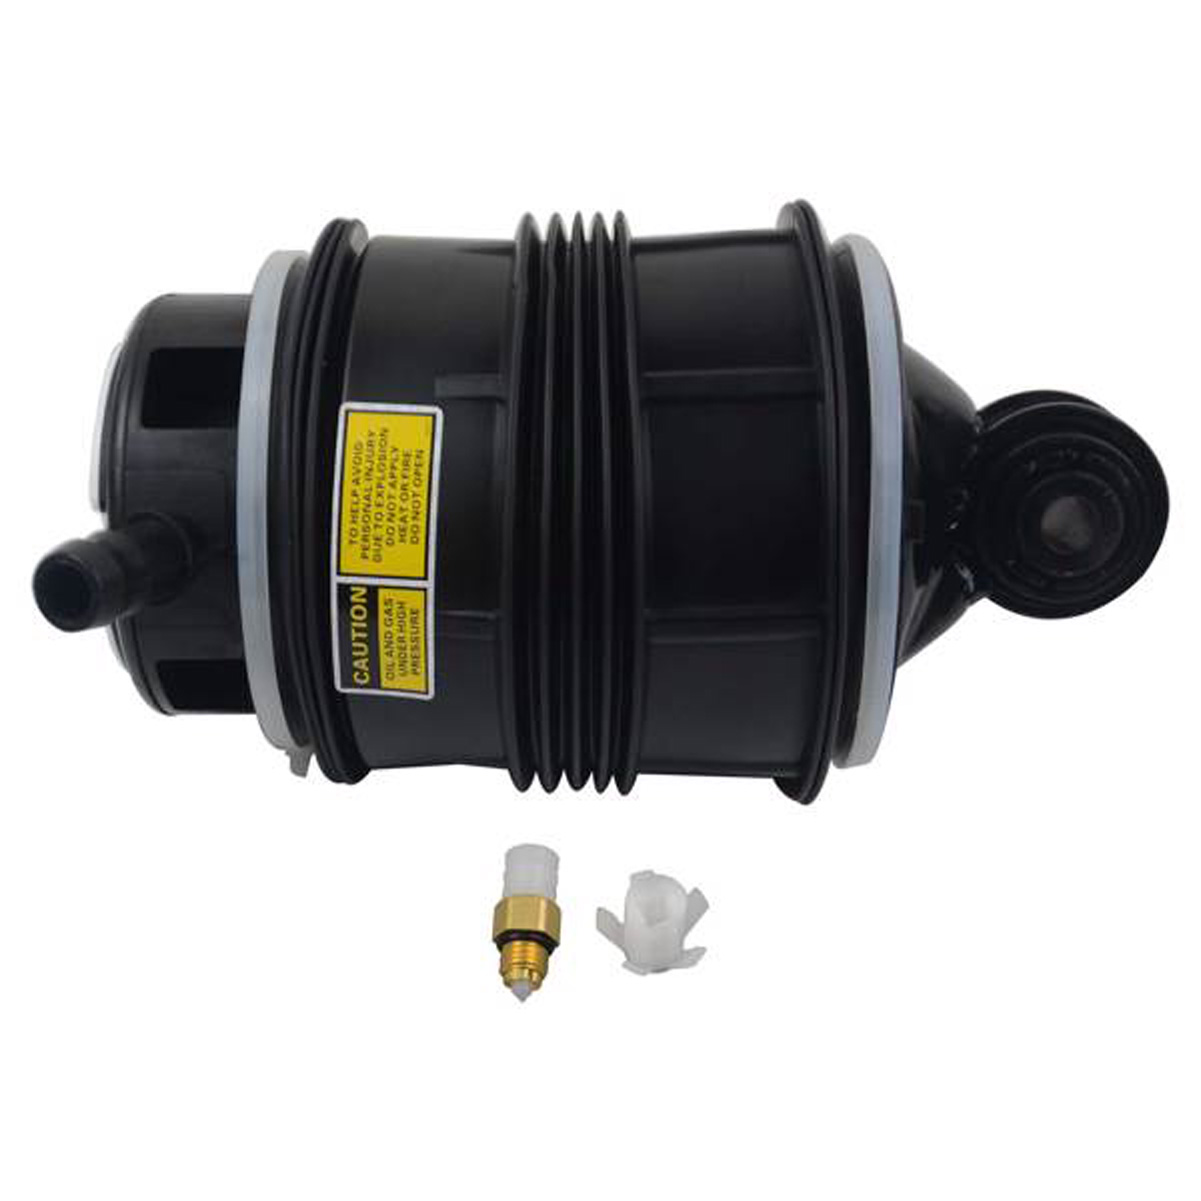 TO HELP AVOID
PERSONAL INJURY
DUE TO EXPLOSION
DO NOT APPLY
HEAT OR FIRE
DO NOT OPEN
CAUTION
OIL AND GAS
UNDER HIGH
PRESSURE